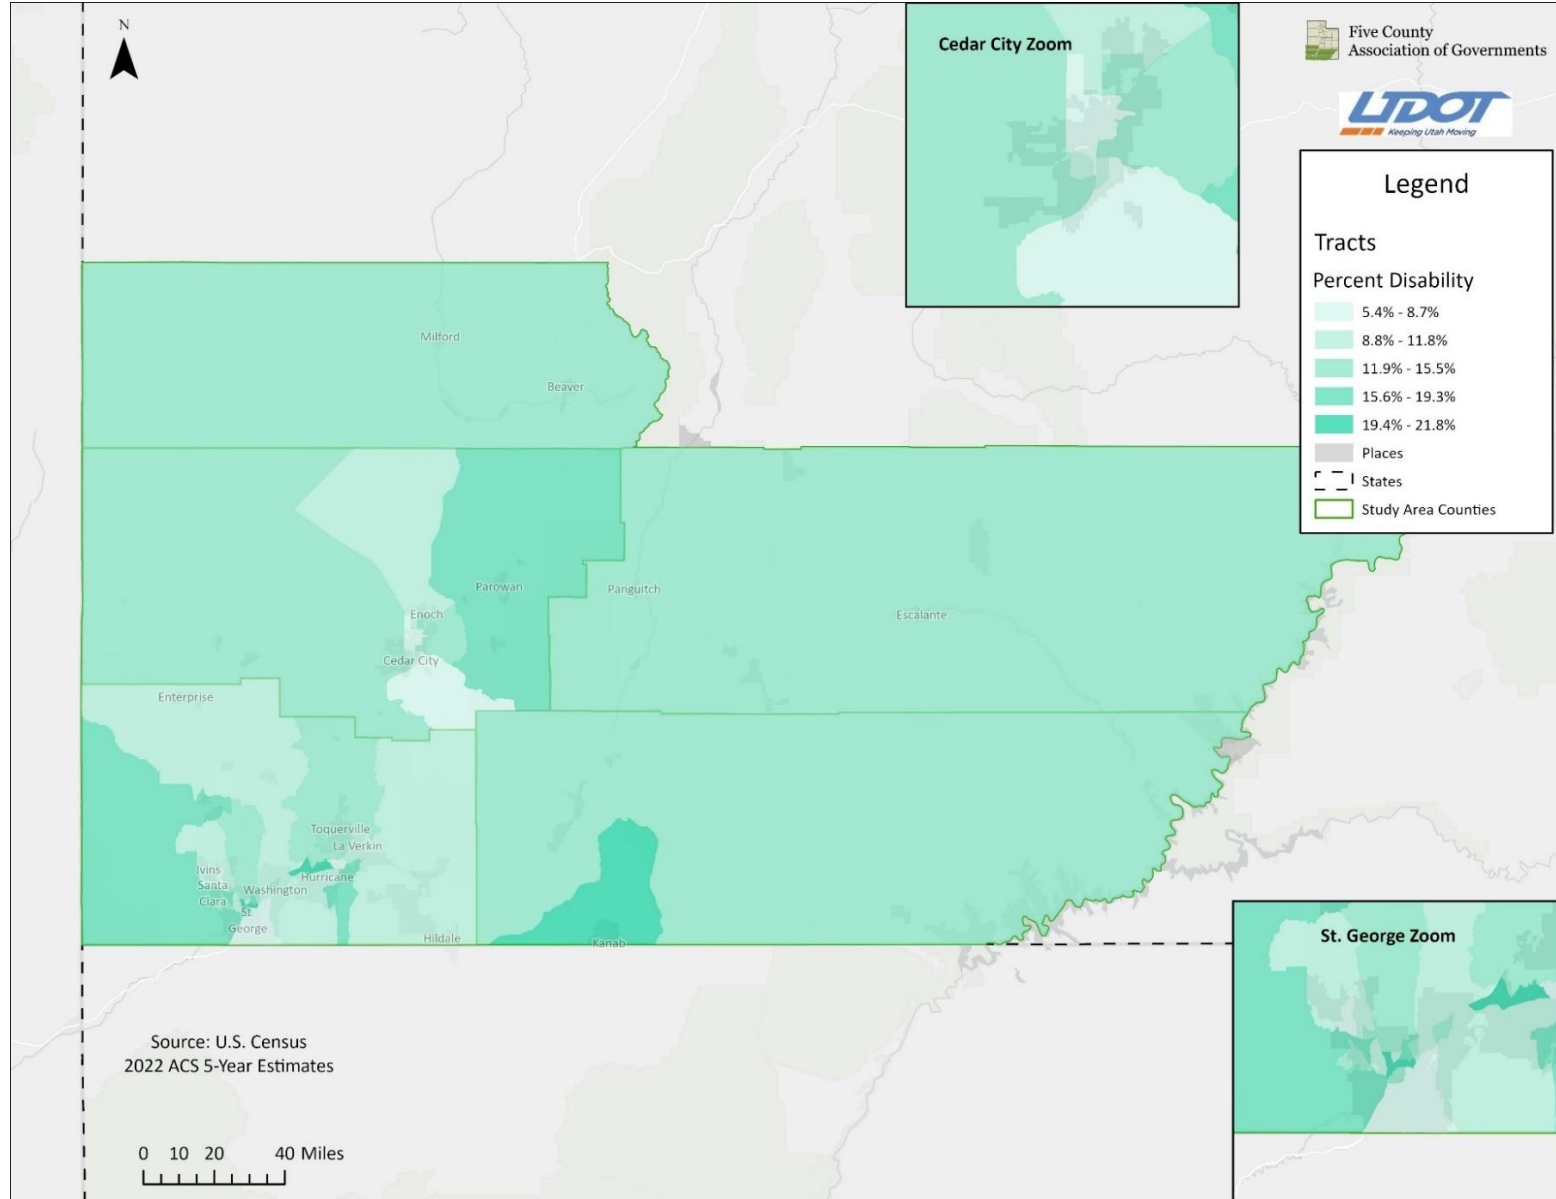 N
Cedar City Zoom
Five County
Association of Governments
UDOT
Keeping Utah Moving
Legend
Tracts
Percent Disability
5.4% - 8.7%
8.8% - 11.8%
11.9% - 15.5%
15.6% - 19.3%
19.4% - 21.8%
Places
States
Study Area Counties
Milford
Beaver
Parowan
Panguitch
Enoch
Escalante
Cedar City
Enterprise
Toquerville
La Verkin
Ivins
Hurricane
Santa
Clara
Washington
St.
George
Hildale
Kanab
St. George Zoom
Source: U.S. Census
2022 ACS 5-Year Estimates
0 10 20 40 Miles